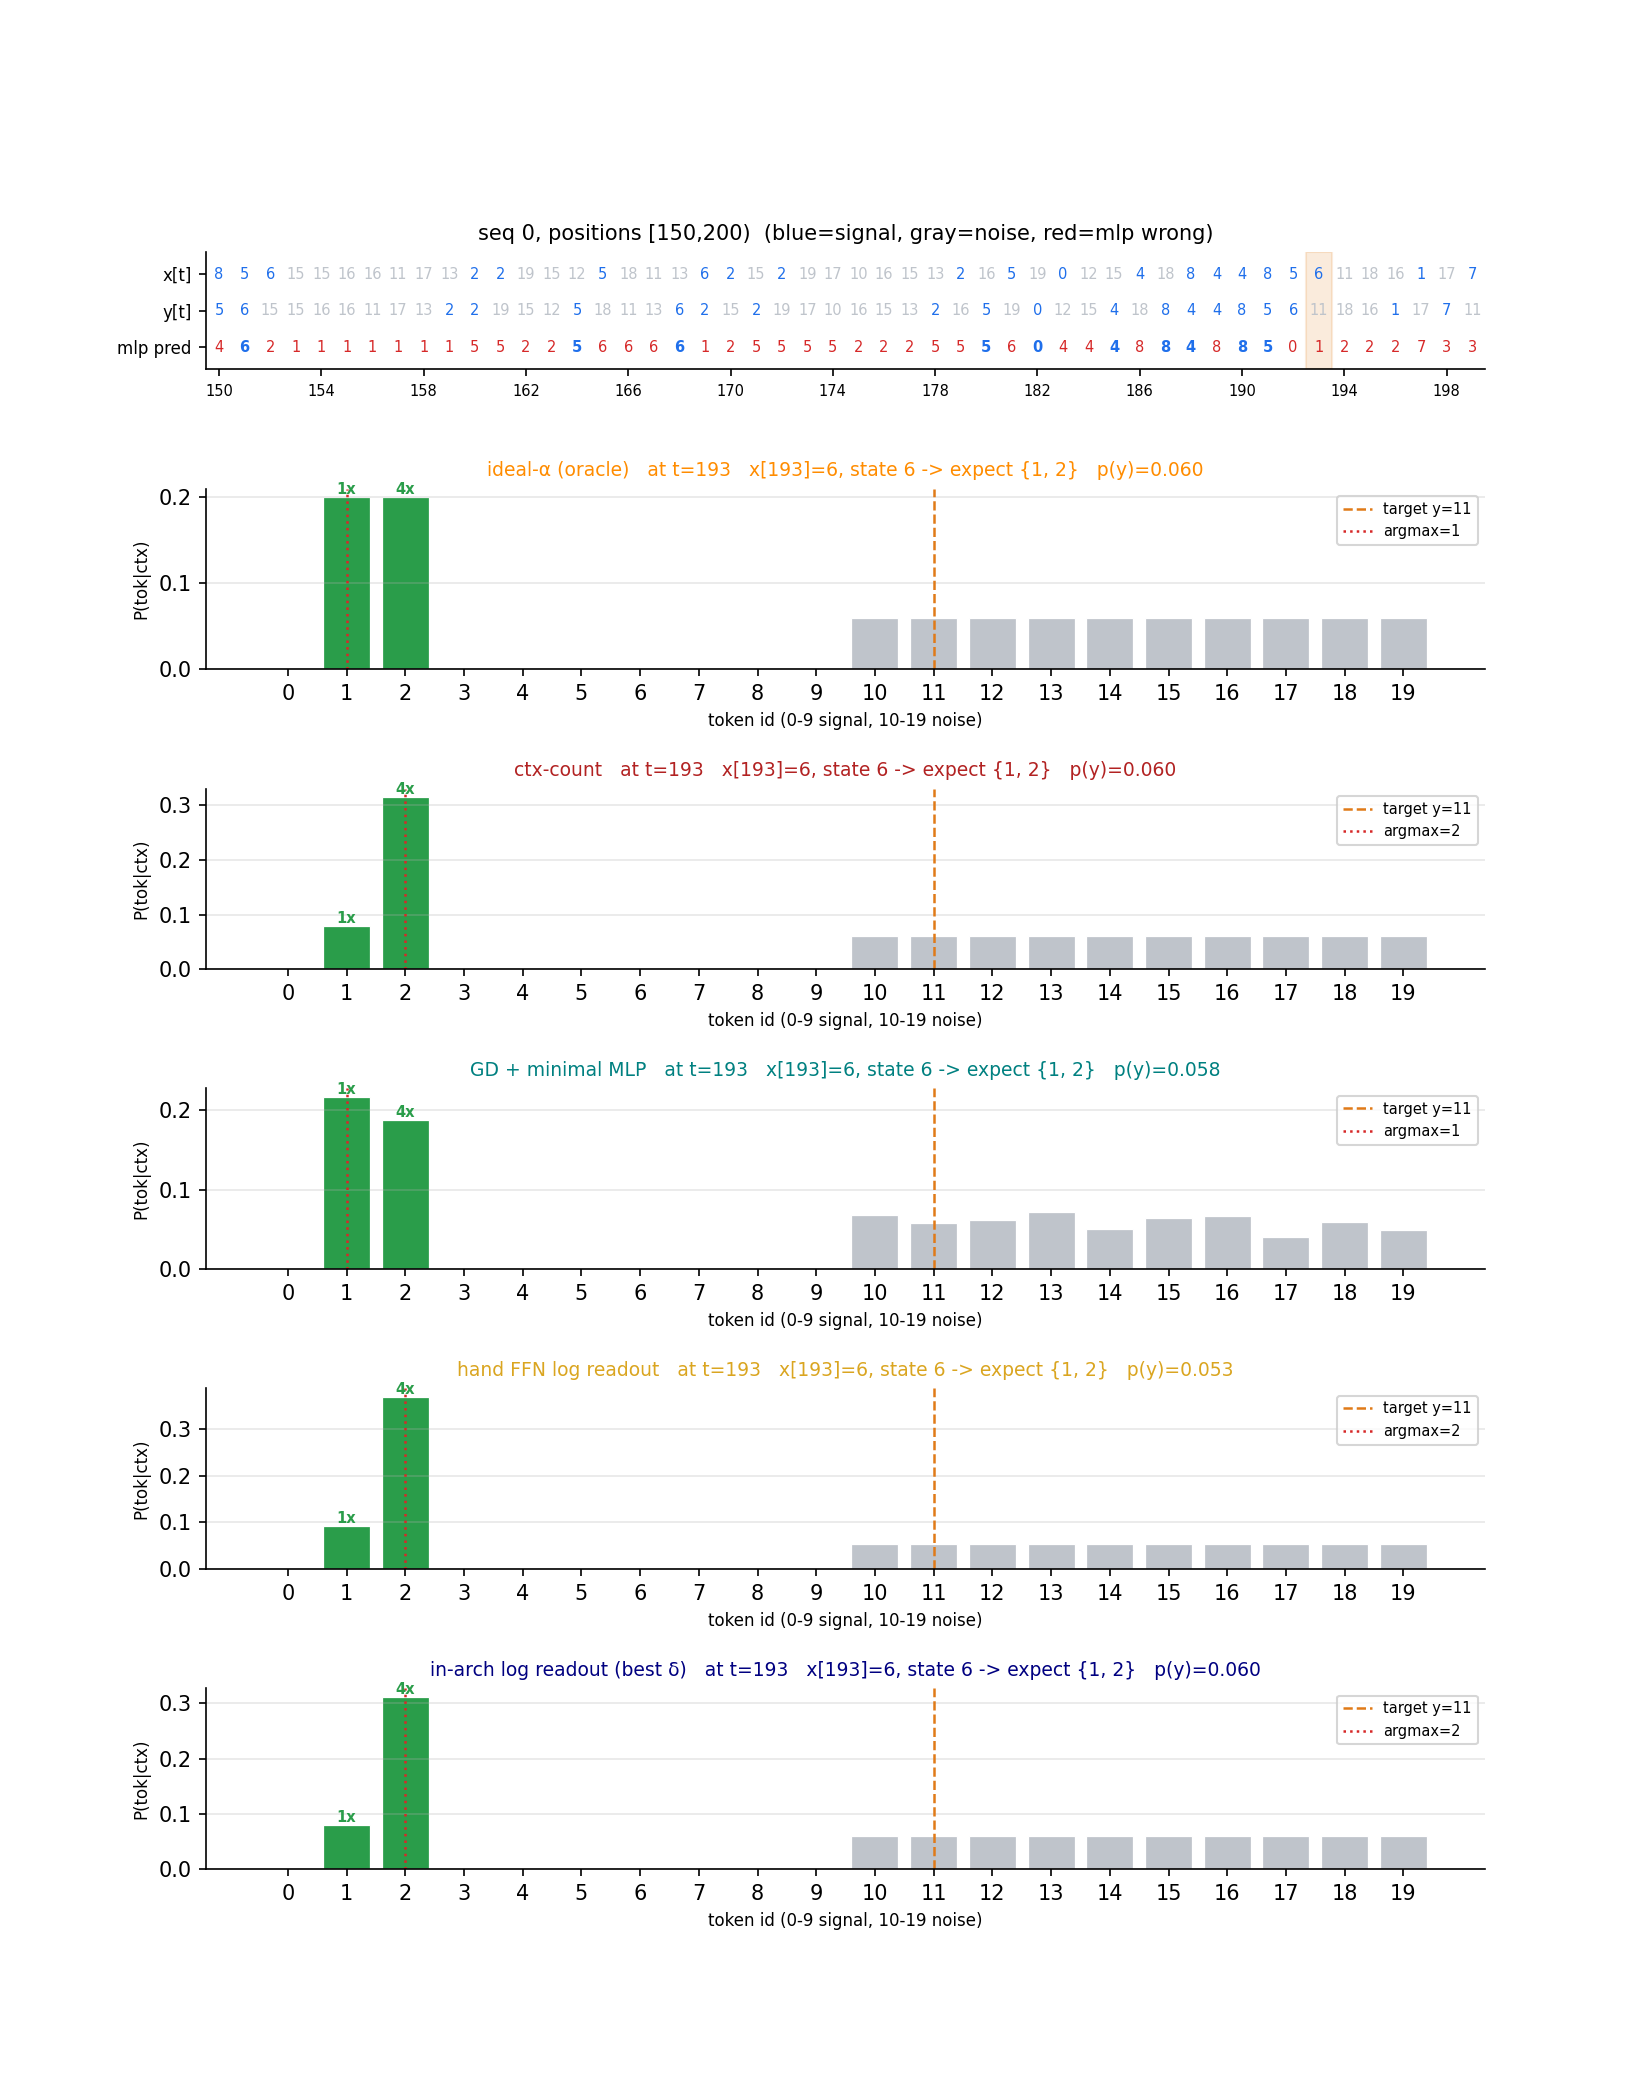 seq 0, positions [150,200)  (blue=signal, gray=noise, red=mlp wrong)
x[t] 8 5 6 15 15 16 16 11 17 13 2 2 19 15 12 5 18 11 13 6 2 15 2 19 17 10 16 15 13 2 16 5 19 0 12 15 4 18 8 4 4 8 5 6 11 18 16 1 17 7
y[t] 5 6 15 15 16 16 11 17 13 2 2 19 15 12 5 18 11 13 6 2 15 2 19 17 10 16 15 13 2 16 5 19 0 12 15 4 18 8 4 4 8 5 6 11 18 16 1 17 7 11
mlp pred 4 6 2 1 1 1 1 1 1 1 5 5 2 2 5 6 6 6 6 1 2 5 5 5 5 2 2 2 5 5 5 6 0 4 4 4 8 8 4 8 8 5 0 1 2 2 2 7 3 3
150 154 158 162 166 170 174 178 182 186 190 194 198
ideal-α (oracle)   at t=193   x[193]=6, state 6 -> expect {1, 2}   p(y)=0.060
1x 4x
target y=11
argmax=1
P(tok|ctx)
0.2
0.1
0.0
0 1 2 3 4 5 6 7 8 9 10 11 12 13 14 15 16 17 18 19
token id (0-9 signal, 10-19 noise)
ctx-count   at t=193   x[193]=6, state 6 -> expect {1, 2}   p(y)=0.060
4x
1x
target y=11
argmax=2
P(tok|ctx)
0.3
0.2
0.1
0.0
0 1 2 3 4 5 6 7 8 9 10 11 12 13 14 15 16 17 18 19
token id (0-9 signal, 10-19 noise)
GD + minimal MLP   at t=193   x[193]=6, state 6 -> expect {1, 2}   p(y)=0.058
1x
4x
target y=11
argmax=1
P(tok|ctx)
0.2
0.1
0.0
0 1 2 3 4 5 6 7 8 9 10 11 12 13 14 15 16 17 18 19
token id (0-9 signal, 10-19 noise)
hand FFN log readout   at t=193   x[193]=6, state 6 -> expect {1, 2}   p(y)=0.053
4x
1x
target y=11
argmax=2
P(tok|ctx)
0.3
0.2
0.1
0.0
0 1 2 3 4 5 6 7 8 9 10 11 12 13 14 15 16 17 18 19
token id (0-9 signal, 10-19 noise)
in-arch log readout (best δ)   at t=193   x[193]=6, state 6 -> expect {1, 2}   p(y)=0.060
4x
1x
target y=11
argmax=2
P(tok|ctx)
0.3
0.2
0.1
0.0
0 1 2 3 4 5 6 7 8 9 10 11 12 13 14 15 16 17 18 19
token id (0-9 signal, 10-19 noise)